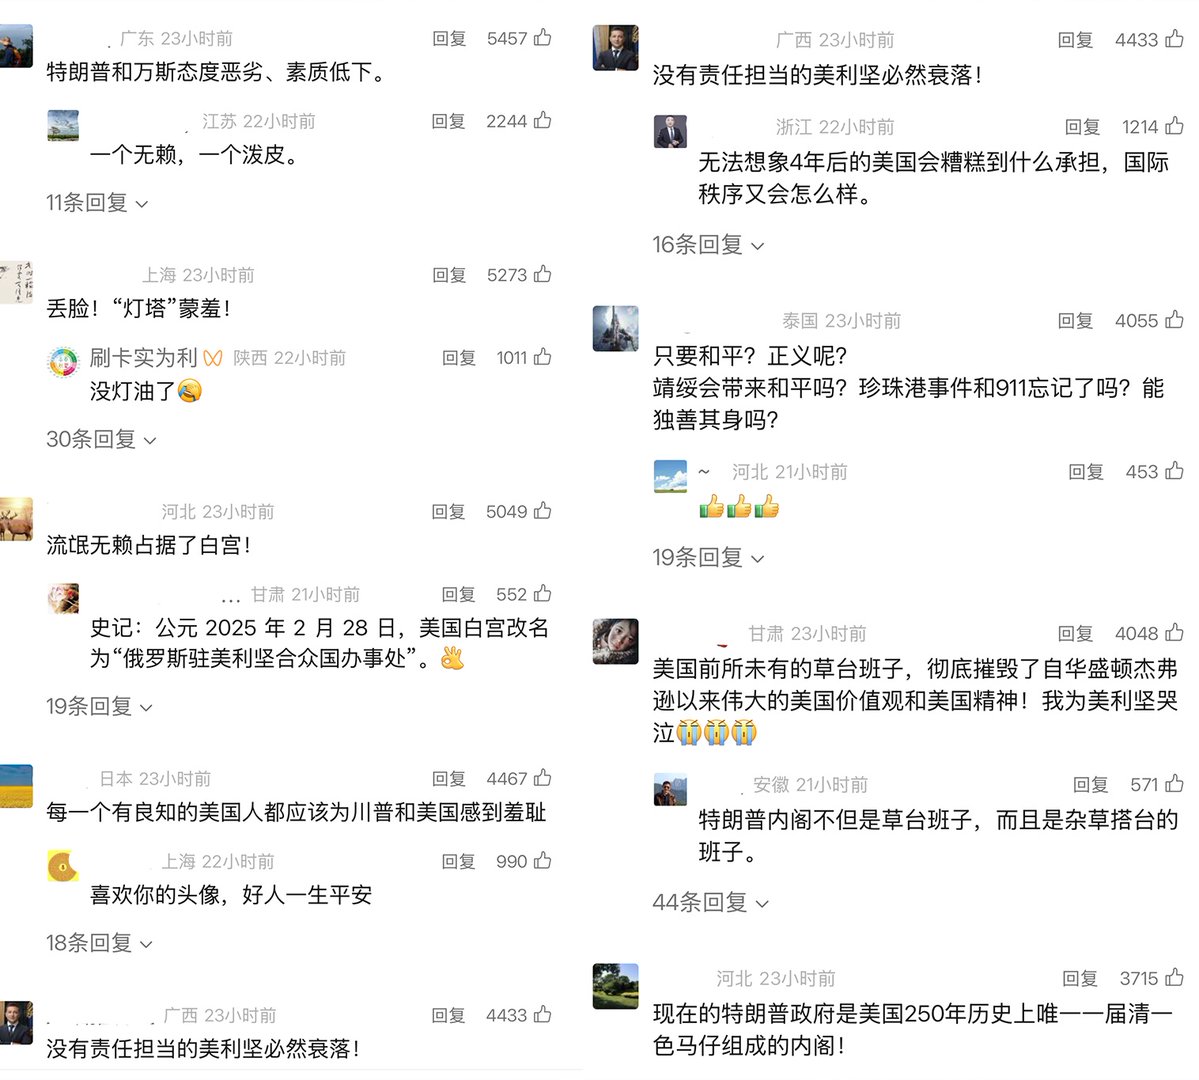 广东 23小时前 回复 5457
特朗普和万斯态度恶劣、素质低下。
江苏 22小时前 回复 2244
一个无赖，一个泼皮。
11条回复
上海 23小时前 回复 5273
丢脸！“灯塔”蒙羞！
刷卡实为利 陕西 22小时前 回复 1011
没灯油了🤣
30条回复
河北 23小时前 回复 5049
流氓无赖占据了白宫！
... 甘肃 21小时前 回复 552
史记：公元 2025 年 2 月 28 日，美国白宫改名
为“俄罗斯驻美利坚合众国办事处”。👌
19条回复
日本 23小时前 回复 4467
每一个有良知的美国人都应该为川普和美国感到羞耻
上海 22小时前 回复 990
喜欢你的头像，好人一生平安
18条回复
广西 23小时前 回复 4433
没有责任担当的美利坚必然衰落！
广西 23小时前 回复 4433
没有责任担当的美利坚必然衰落！
浙江 22小时前 回复 1214
无法想象4年后的美国会糟糕到什么承担，国际
秩序又会怎么样。
16条回复
泰国 23小时前 回复 4055
只要和平？正义呢？
靖绥会带来和平吗？珍珠港事件和911忘记了吗？能
独善其身吗？
~ 河北 21小时前 回复 453
👍👍👍
19条回复
甘肃 23小时前 回复 4048
美国前所未有的草台班子，彻底摧毁了自华盛顿杰弗
逊以来伟大的美国价值观和美国精神！我为美利坚哭
泣😭😭😭
安徽 21小时前 回复 571
特朗普内阁不但是草台班子，而且是杂草搭台的
班子。
44条回复
河北 23小时前 回复 3715
现在的特朗普政府是美国250年历史上唯一一届清一
色马仔组成的内阁！